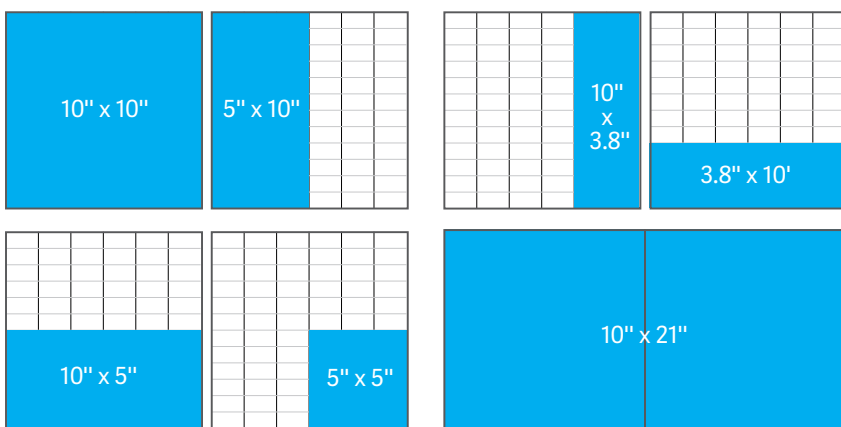 10" x 10"
5" x 10"
10"
x
3.8"
3.8" x 10'
10" x 5"
5" x 5"
10" x 21"